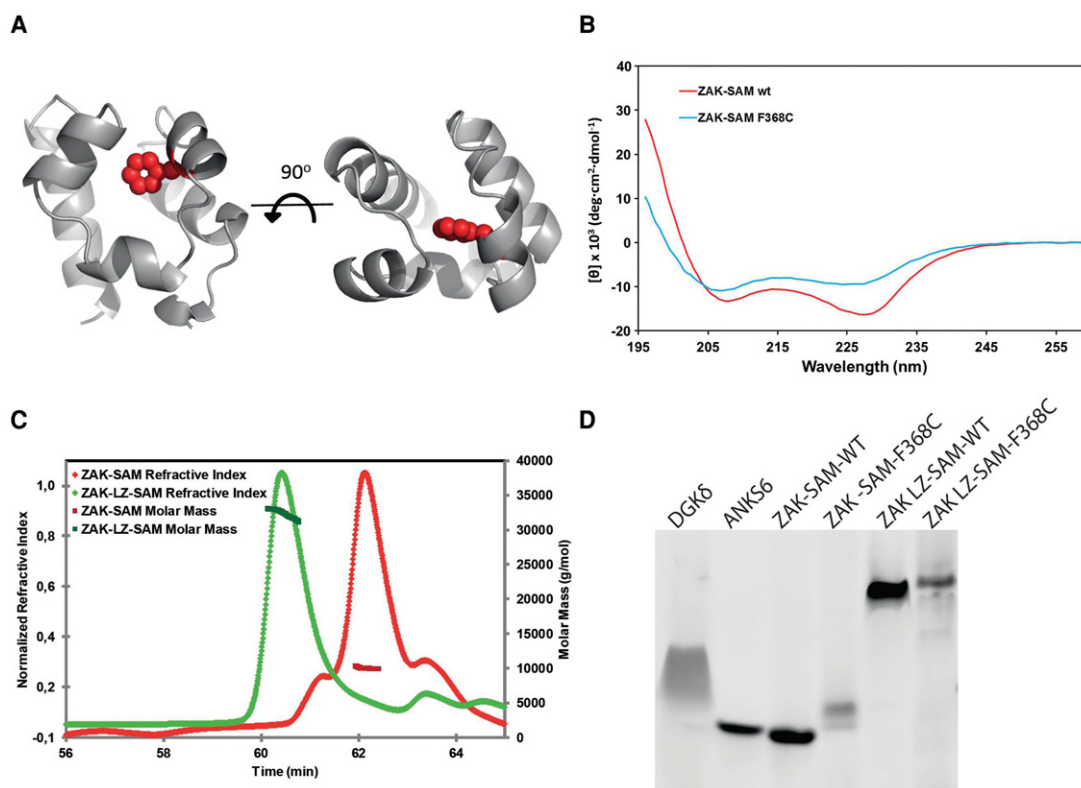 A
90º
B
[θ] x 10³ (deg·cm²·dmol⁻¹)
40
30
20
10
0
-10
-20
ZAK-SAM wt
ZAK-SAM F368C
195 205 215 225 235 245 255
Wavelength (nm)
C
Normalized Refractive Index
1,0
0,8
0,6
0,4
0,2
-0,1
ZAK-SAM Refractive Index
ZAK-LZ-SAM Refractive Index
ZAK-SAM Molar Mass
ZAK-LZ-SAM Molar Mass
40000
35000
30000
25000
20000
15000
10000
5000
0
Molar Mass (g/mol)
56 58 60 62 64
Time (min)
D
DGKδ
ANKS6
ZAK-SAM-WT
ZAK -SAM-F368C
ZAK LZ-SAM-WT
ZAK LZ-SAM-F368C